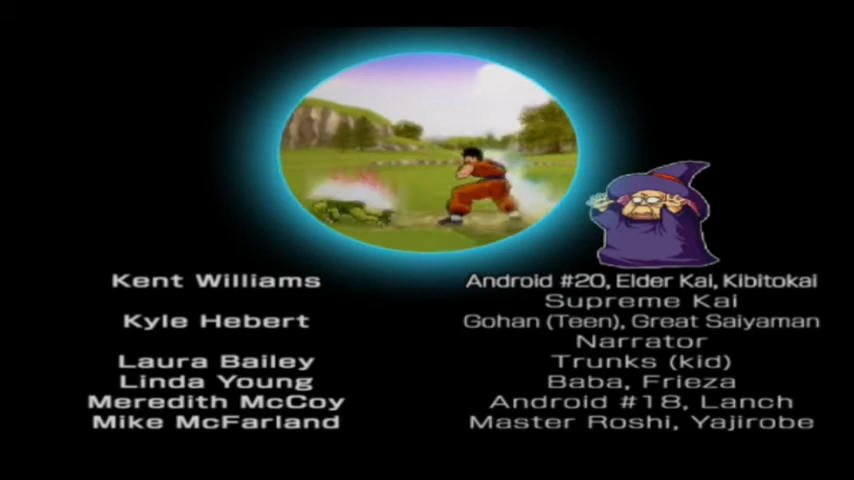 Kent Williams Android #20, Elder Kai, Kibitokai
Supreme Kai
Kyle Hebert Gohan (Teen), Great Saiyaman
Narrator
Laura Bailey Trunks (kid)
Linda Young Baba, Frieza
Meredith McCoy Android #18, Lanch
Mike McFarland Master Roshi, Yajirobe